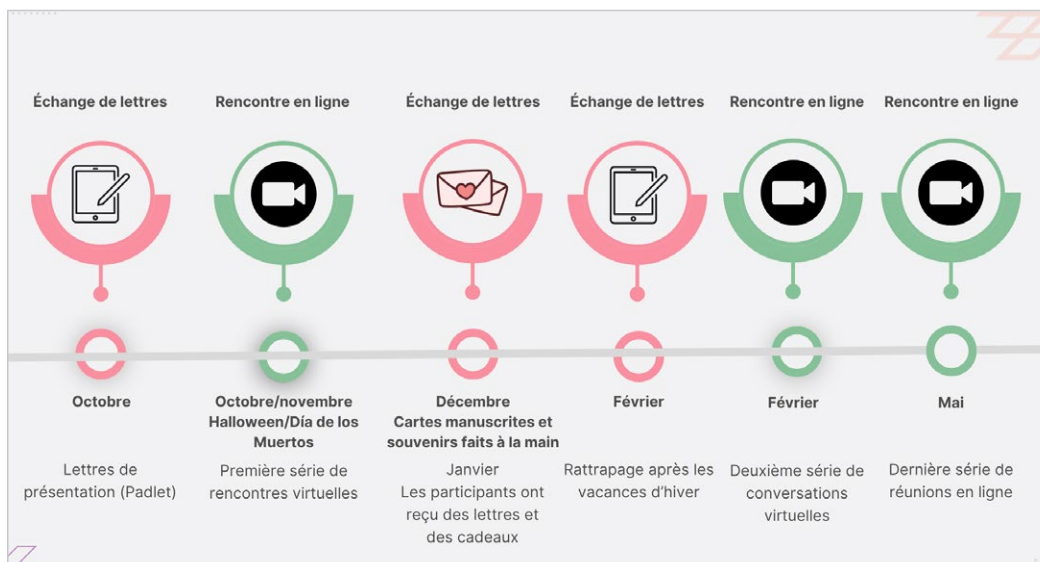 Échange de lettres
Rencontre en ligne
Échange de lettres
Échange de lettres
Rencontre en ligne
Rencontre en ligne
Octobre
Lettres de
présentation (Padlet)
Octobre/novembre
Halloween/Día de los
Muertos
Première série de
rencontres virtuelles
Décembre
Cartes manuscrites et
souvenirs faits à la main
Janvier
Les participants ont
reçu des lettres et
des cadeaux
Février
Rattrapage après les
vacances d'hiver
Février
Deuxième série de
conversations
virtuelles
Mai
Dernière série de
réunions en ligne